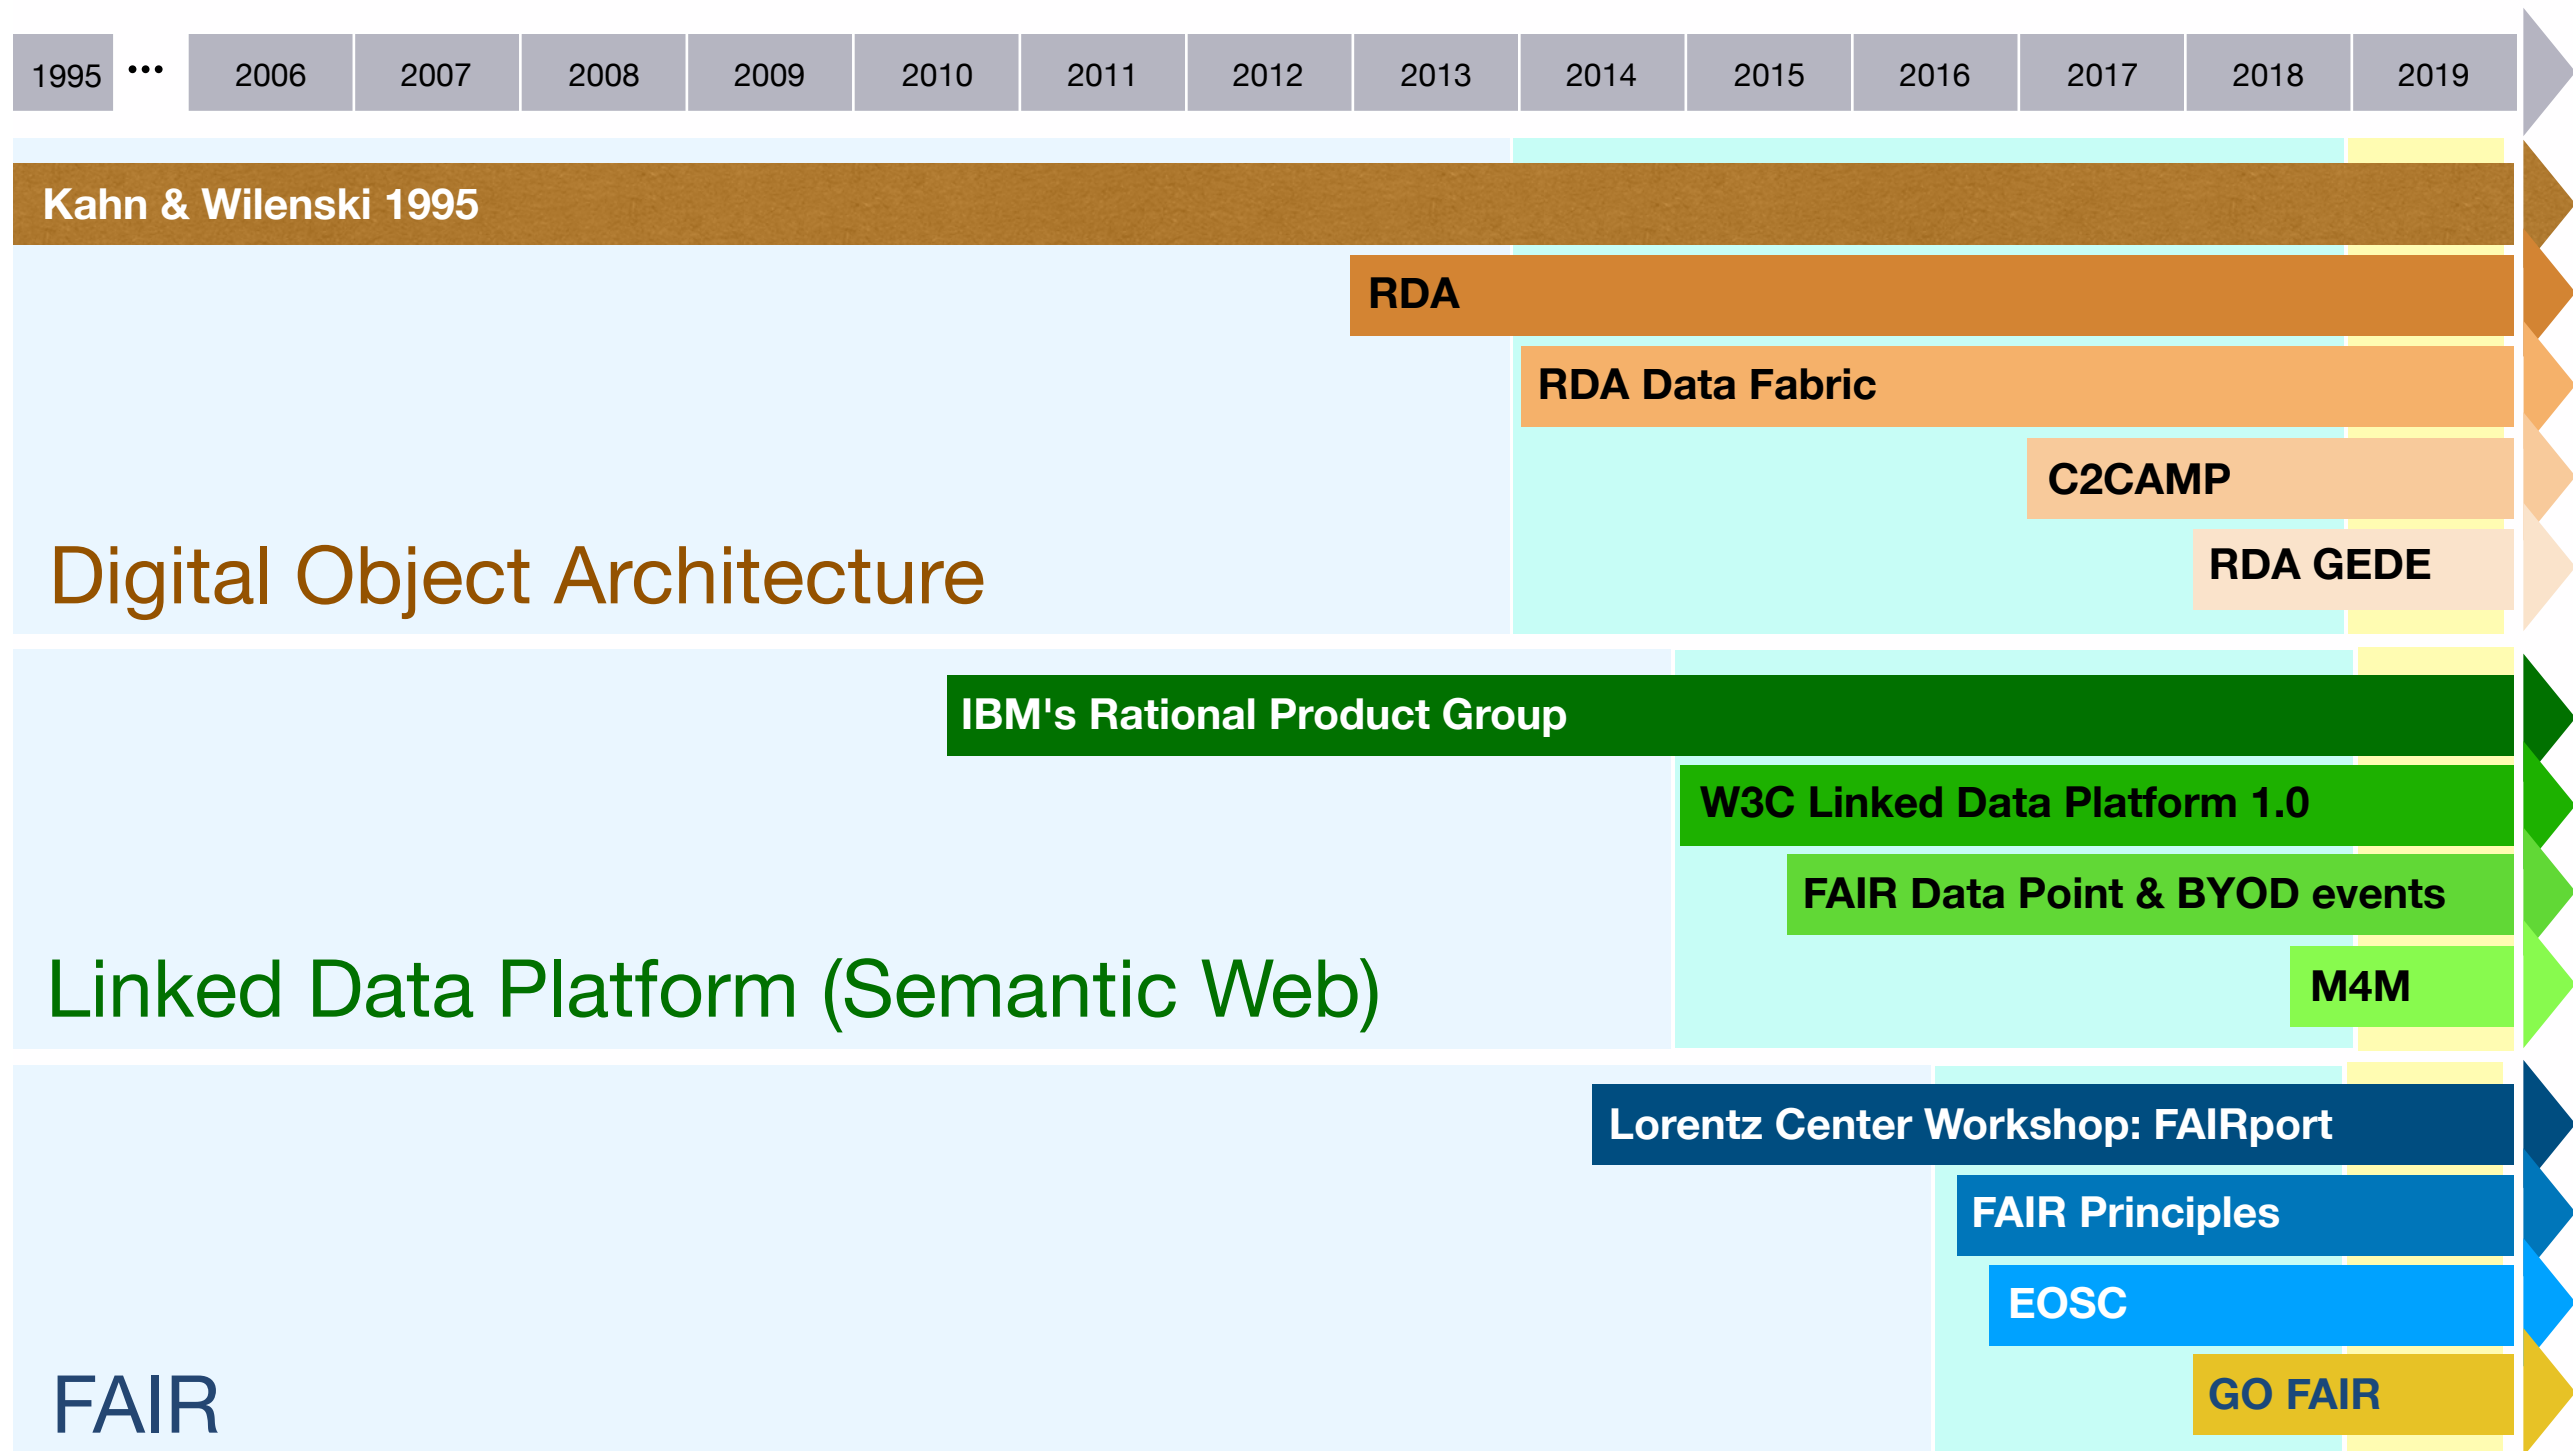 1995 ••• 2006 2007 2008 2009 2010 2011 2012 2013 2014 2015 2016 2017 2018 2019
Kahn & Wilenski 1995
RDA
RDA Data Fabric
C2CAMP
RDA GEDE
Digital Object Architecture
IBM's Rational Product Group
W3C Linked Data Platform 1.0
FAIR Data Point & BYOD events
M4M
Linked Data Platform (Semantic Web)
Lorentz Center Workshop: FAIRport
FAIR Principles
EOSC
GO FAIR
FAIR